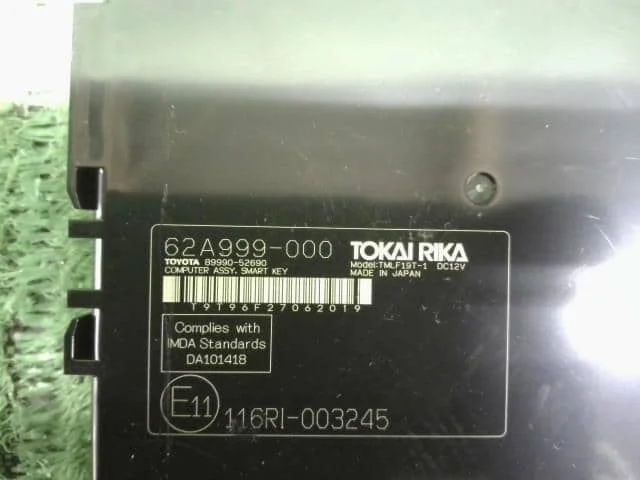 62A999-000 TOKAI RIKA
TOYOTA 89990-52690 Model:TMLF19T-1 DC12V
COMPUTER ASSY. SMART KEY MADE IN JAPAN
T9T96F27062019
Complies with
IMDA Standards
DA101418
E11 116RI-003245